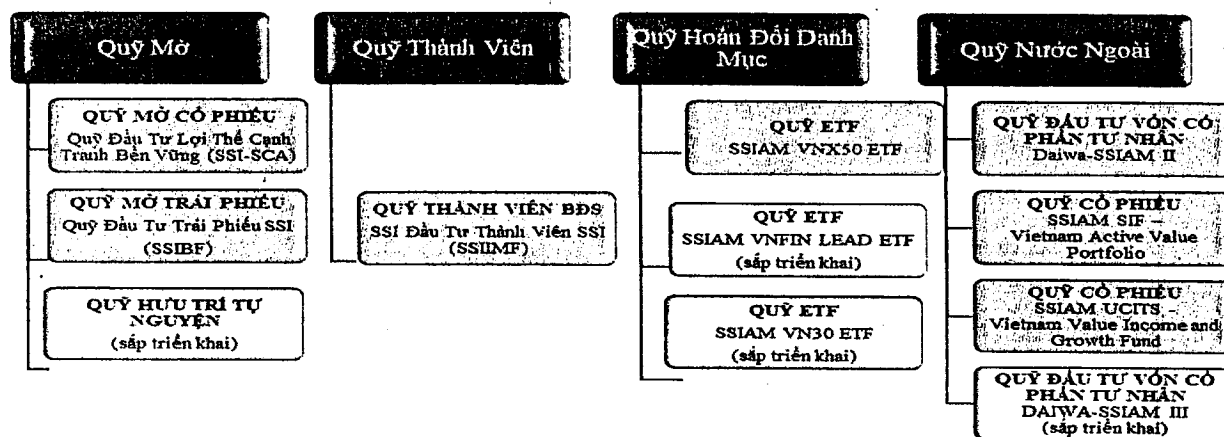 Quỹ Mở
QUỸ MỞ CỔ PHIẾU
Quỹ Đầu Tư Lợi Thế Cạnh
Tranh Bền Vững (SSI-SCA)
QUỸ MỞ TRÁI PHIẾU
Quỹ Đầu Tư Trái Phiếu SSI
(SSIBF)
QUỸ HƯU TRÍ TỰ
NGUYỆN
(sắp triển khai)
Quỹ Thành Viên
QUỸ THÀNH VIÊN BĐS
SSI Đầu Tư Thành Viên SSI
(SSIIMF)
Quỹ Hoán Đổi Danh
Mục
QUỸ ETF
SSIAM VNX50 ETF
QUỸ ETF
SSIAM VNFIN LEAD ETF
(sắp triển khai)
QUỸ ETF
SSIAM VN30 ETF
(sắp triển khai)
Quỹ Nước Ngoài
QUỸ ĐẦU TƯ VỐN CỔ
PHẦN TƯ NHÂN
Daiwa-SSIAM II
QUỸ CỔ PHIẾU
SSIAM SIF –
Vietnam Active Value
Portfolio
QUỸ CỔ PHIẾU
SSIAM UCITS -
Vietnam Value Income and
Growth Fund
QUỸ ĐẦU TƯ VỐN CỔ
PHẦN TƯ NHÂN
DAIWA-SSIAM III
(sắp triển khai)